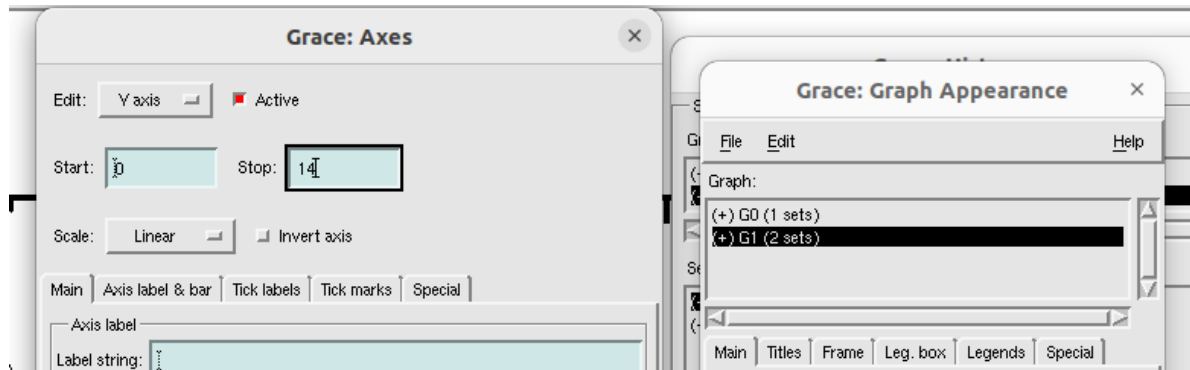 Grace: Axes
Edit: Y axis Active
Start: 0 Stop: 14
Scale: Linear Invert axis
Main Axis label & bar Tick labels Tick marks Special
Axis label
Label string:
Grace: Graph Appearance
File Edit Help
Graph:
(+) G0 (1 sets)
(+) G1 (2 sets)
Main Titles Frame Leg. box Legends Special